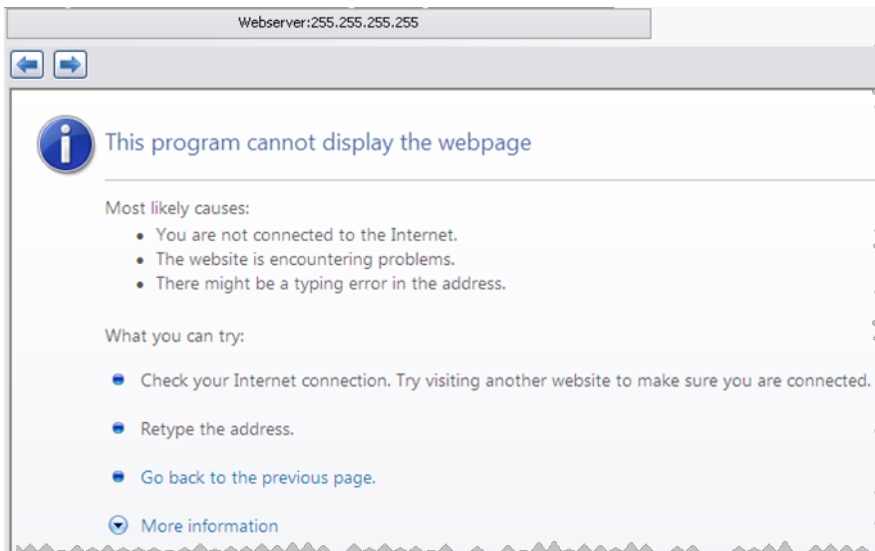 Webserver:255.255.255.255
This program cannot display the webpage
Most likely causes:
• You are not connected to the Internet.
• The website is encountering problems.
• There might be a typing error in the address.
What you can try:
Check your Internet connection. Try visiting another website to make sure you are connected.
Retype the address.
Go back to the previous page.
More information